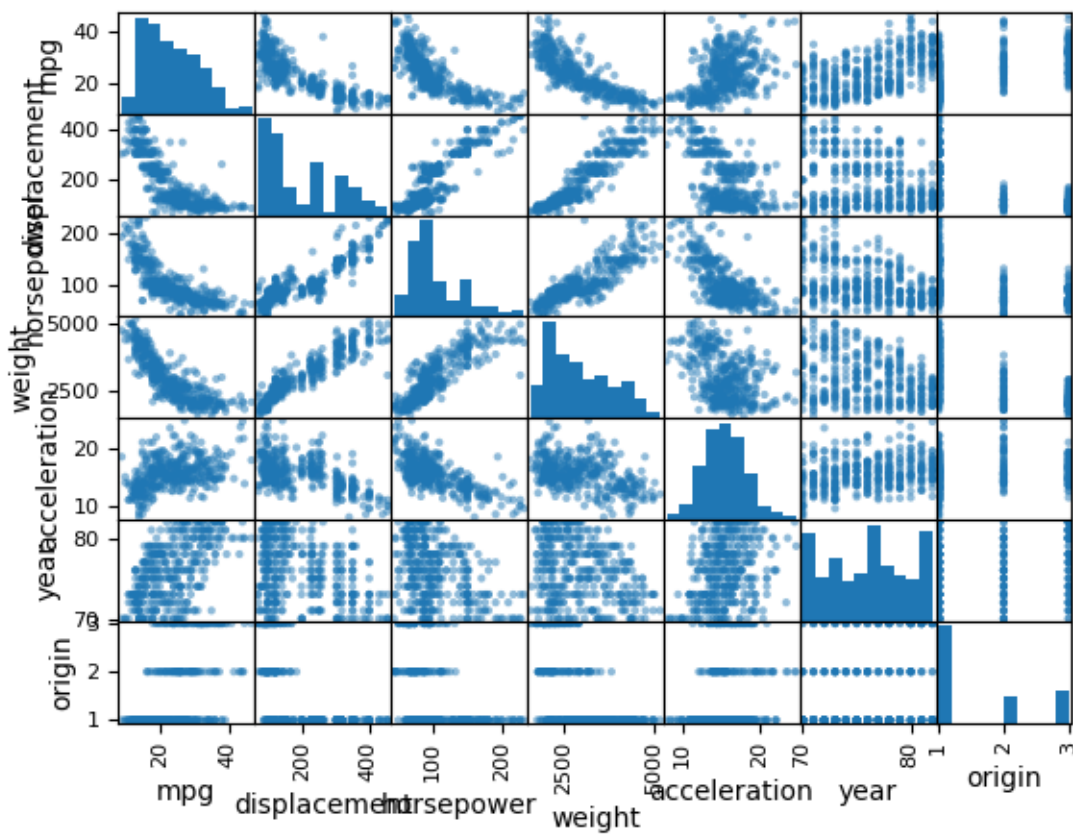 40
20
mpg
400
200
displacement
200
100
horsepower
5000
2500
weight
20
10
acceleration
80
70
year
3
2
1
origin
20 40 200 400 100 200 2500 5000 10 20 70 80 1 2 3
mpg displacement horsepower weight acceleration year origin